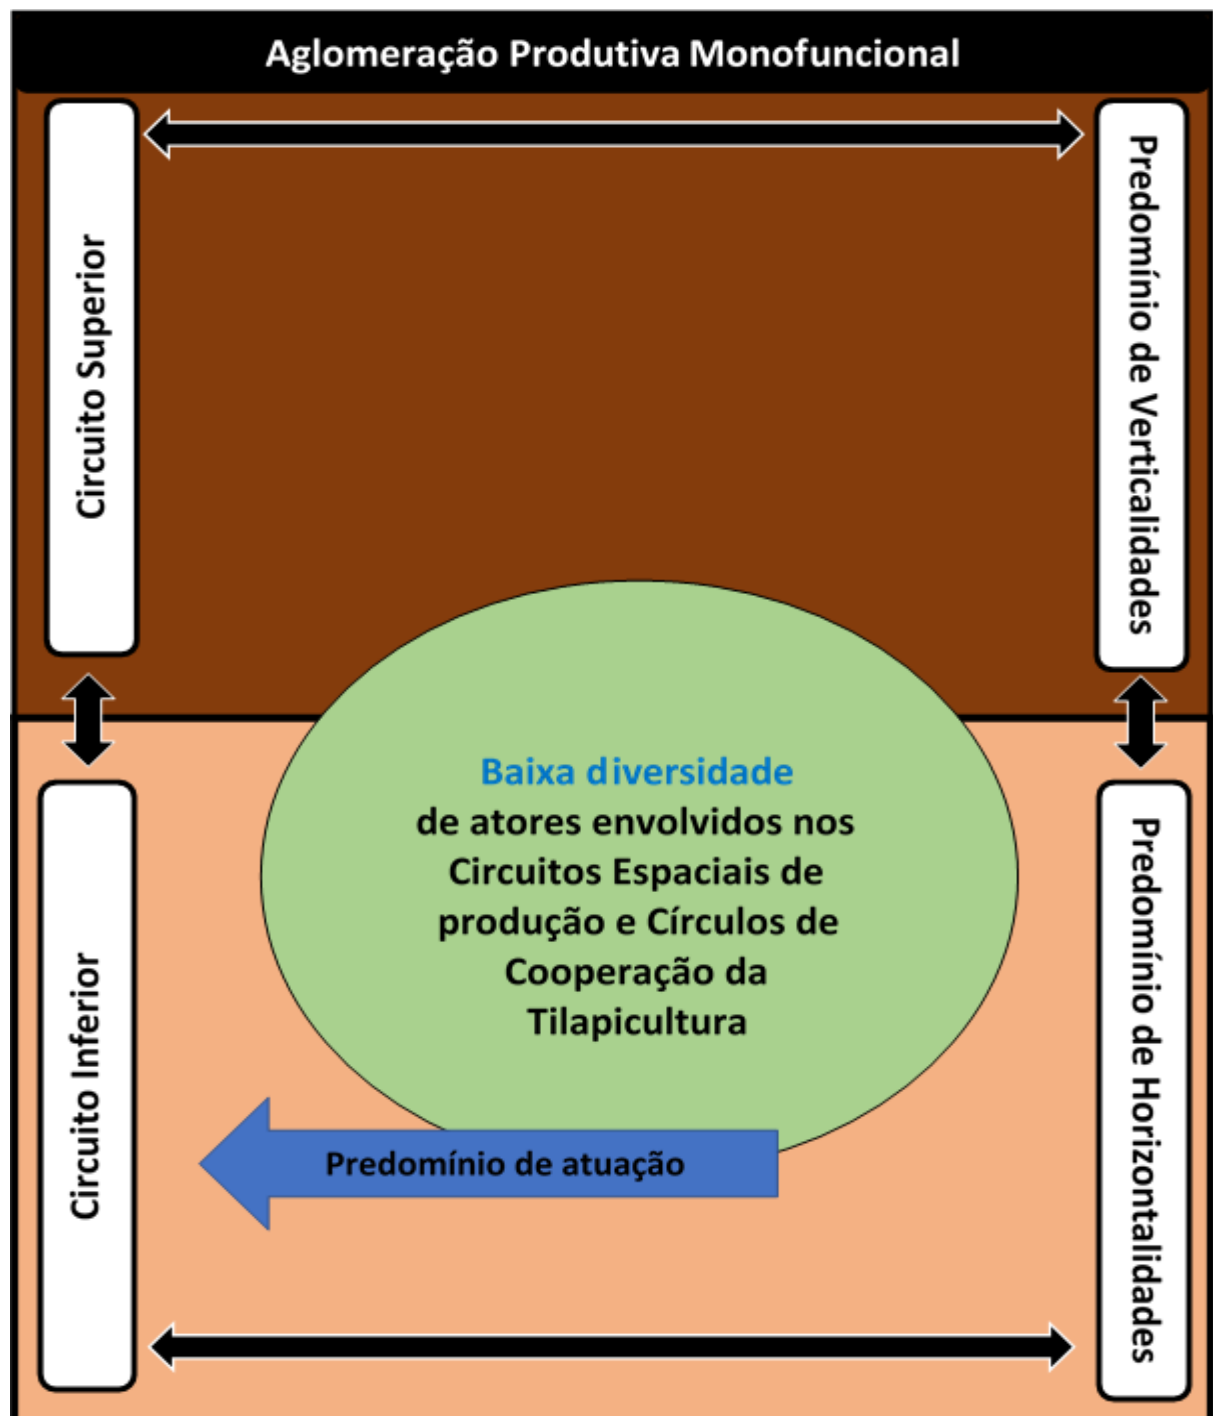 Aglomeração Produtiva Monofuncional
Circuito Superior
Predomínio de Verticalidades
Baixa diversidade
de atores envolvidos nos
Circuitos Espaciais de
produção e Círculos de
Cooperação da
Tilapicultura
Predomínio de atuação
Circuito Inferior
Predomínio de Horizontalidades